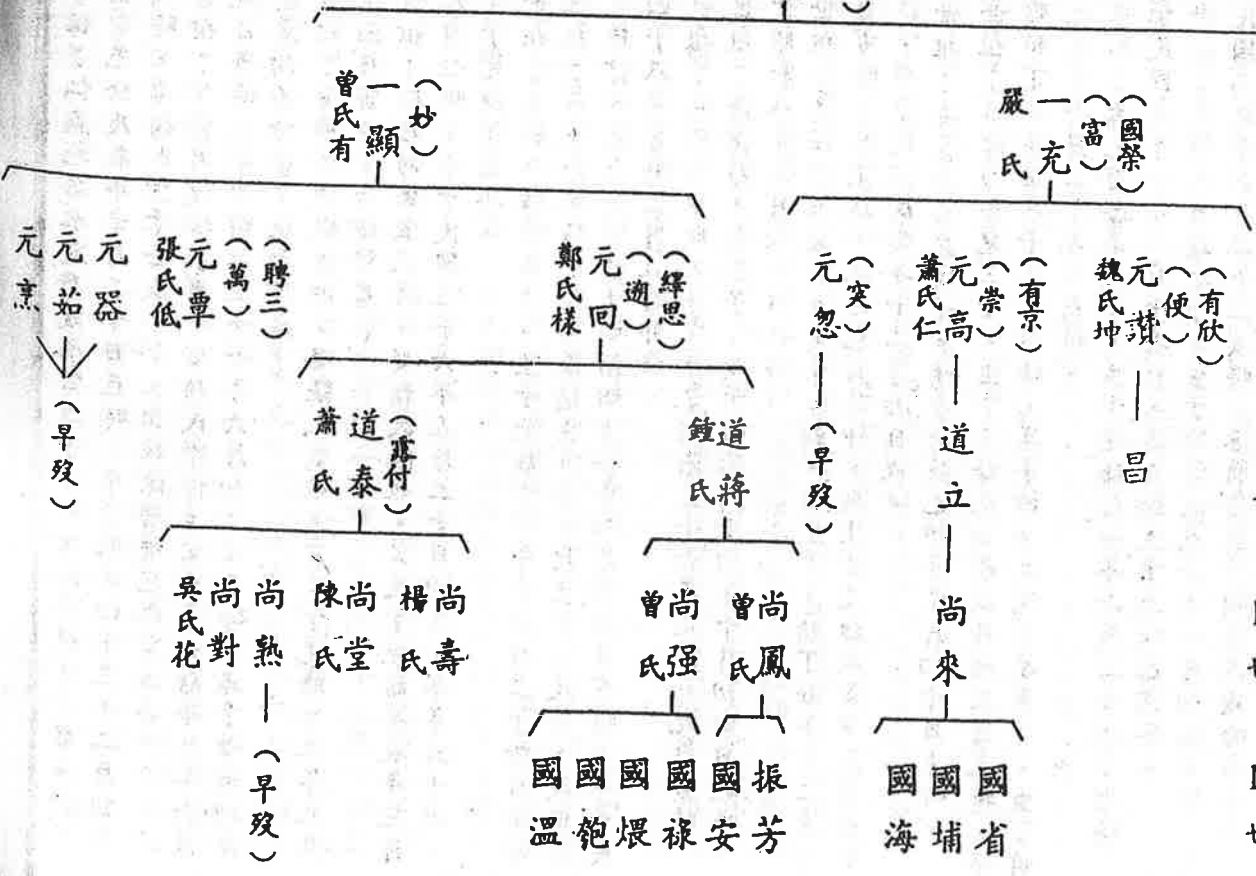 （國榮）
（富）
一充
嚴氏
（妙）
一顯
曾氏有
（有欣）
（使）
元讃
魏氏坤
（有京）
（崇）
元高
蕭氏仁
（突）
元忽
（繹思）
（遊）
元回
鄭氏樣
（聘三）
（萬）
元覃
張氏低
元器
元茹
元烹
昌
道立
（早歿）
道蔣
鍾氏
付
道泰
蕭氏
（早歿）
尚來
尚鳳
曾氏
尚强
曾氏
尚壽
楊氏
尚堂
陳氏
尚熟
尚對
吳氏花
國省
國埔
國海
振芳
國安
國祿
國煨
國匏
國溫
（早歿）